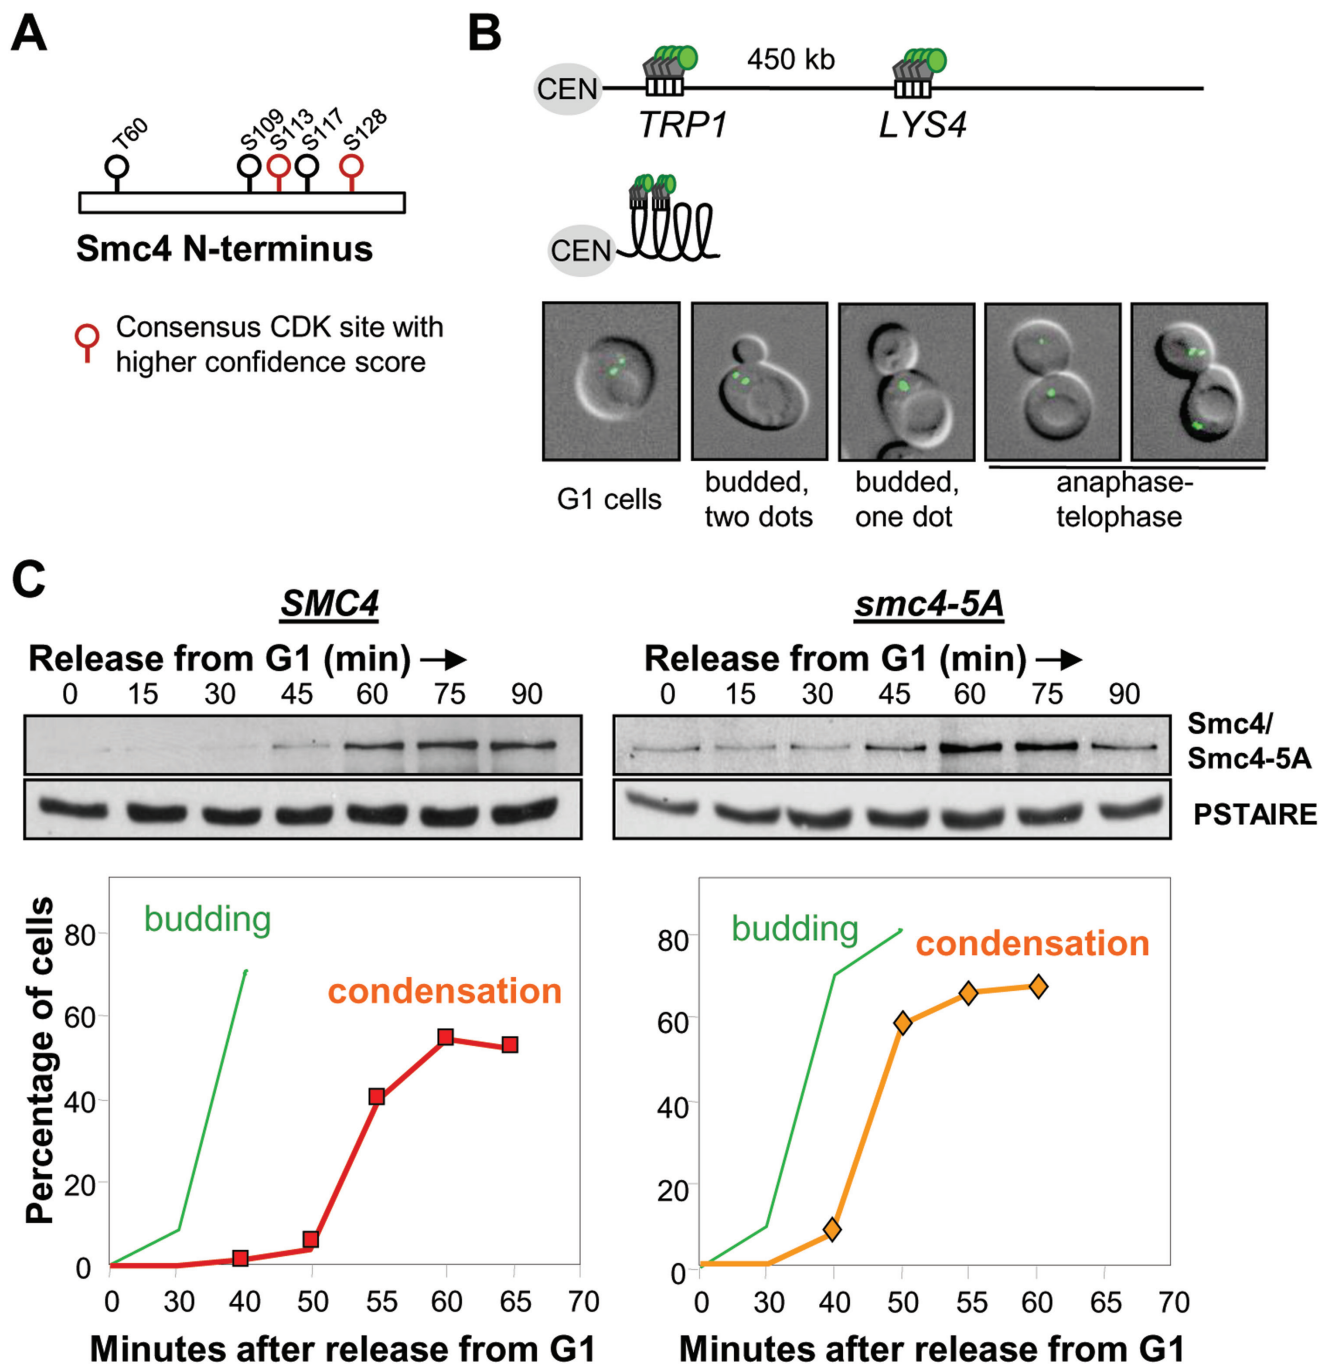 A
T60
S109
S113
S117
S128
Smc4 N-terminus
Consensus CDK site with
higher confidence score
B
450 kb
CEN
TRP1
LYS4
CEN
G1 cells
budded,
two dots
budded,
one dot
anaphase-
telophase
C
SMC4
Release from G1 (min)
0 15 30 45 60 75 90
smc4-5A
Release from G1 (min)
0 15 30 45 60 75 90
Smc4/
Smc4-5A
PSTAIRE
Percentage of cells
80
60
40
20
0
budding
condensation
0 30 40 50 55 60 65 70
Minutes after release from G1
80
60
40
20
0
budding
condensation
0 30 40 50 55 60 65 70
Minutes after release from G1